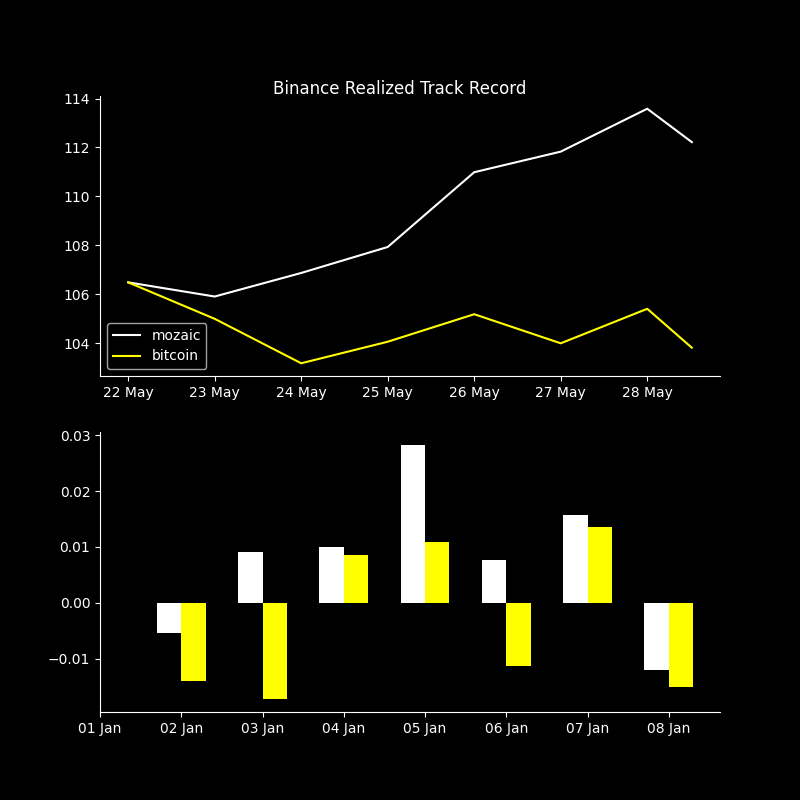 Binance Realized Track Record
114
112
110
108
106
104
mozaic
bitcoin
22 May 23 May 24 May 25 May 26 May 27 May 28 May
0.03
0.02
0.01
0.00
−0.01
01 Jan 02 Jan 03 Jan 04 Jan 05 Jan 06 Jan 07 Jan 08 Jan